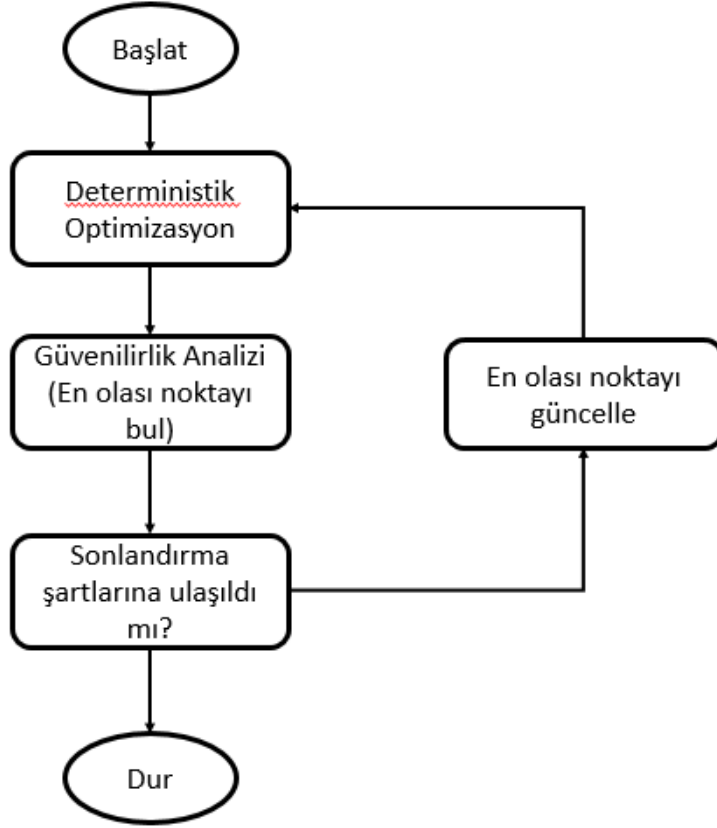 Başlat
Deterministik
Optimizasyon
Güvenilirlik Analizi
(En olası noktayı
bul)
En olası noktayı
güncelle
Sonlandırma
şartlarına ulaşıldı
mı?
Dur